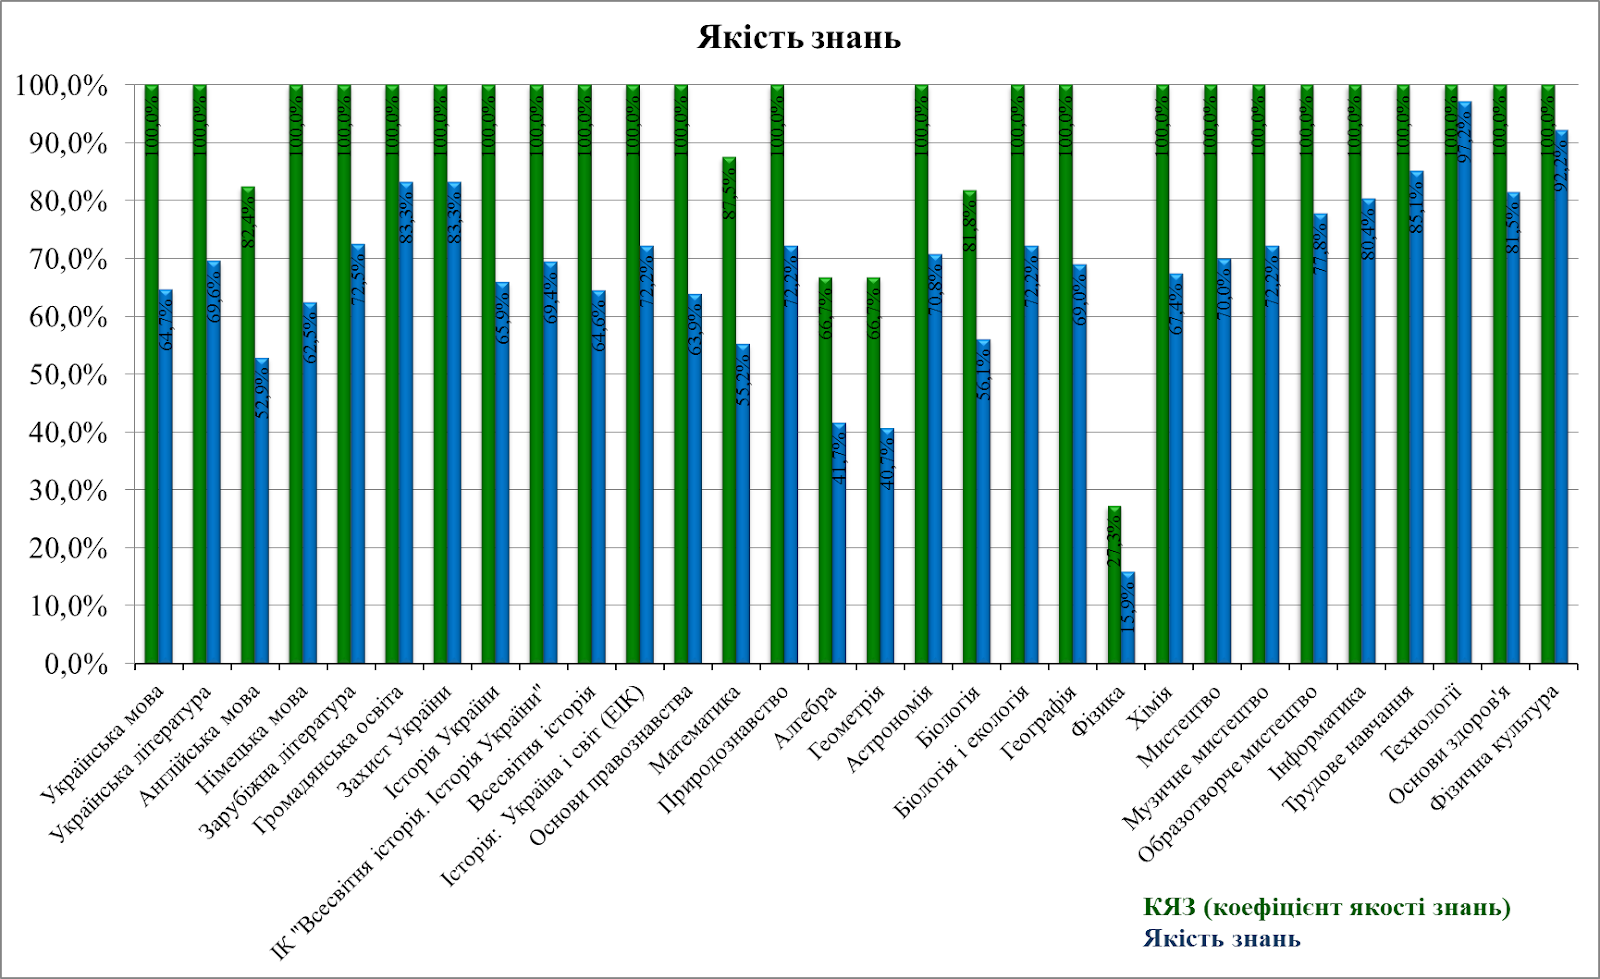 Якість знань
100,0%
90,0%
80,0%
70,0%
60,0%
50,0%
40,0%
30,0%
20,0%
10,0%
0,0%
100,0% 64,7%
100,0% 69,6%
82,4% 52,9%
100,0% 62,5%
100,0% 72,5%
100,0% 83,3%
100,0% 83,3%
100,0% 65,9%
100,0% 69,4%
100,0% 64,6%
100,0% 72,2%
100,0% 63,9%
87,5% 55,2%
100,0% 72,2%
66,7% 41,7%
66,7% 40,7%
100,0% 70,8%
81,8% 56,1%
100,0% 72,2%
100,0% 69,0%
27,3% 15,9%
100,0% 67,4%
100,0% 70,0%
100,0% 72,2%
100,0% 77,8%
100,0% 80,4%
100,0% 85,1%
100,0% 97,2%
100,0% 81,5%
100,0% 92,2%
Українська мова
Українська література
Англійська мова
Німецька мова
Зарубіжна література
Громадянська освіта
Захист України
Історія України
ІК "Всесвітня історія. Історія України"
Всесвітня історія
Історія:  Україна і світ (ЕІК)
Основи правознавства
Математика
Природознавство
Алгебра
Геометрія
Астрономія
Біологія
Біологія і екологія
Географія
Фізика
Хімія
Мистецтво
Музичне мистецтво
Образотворче мистецтво
Інформатика
Трудове навчання
Технології
Основи здоров'я
Фізична культура
КЯЗ (коефіцієнт якості знань)
Якість знань